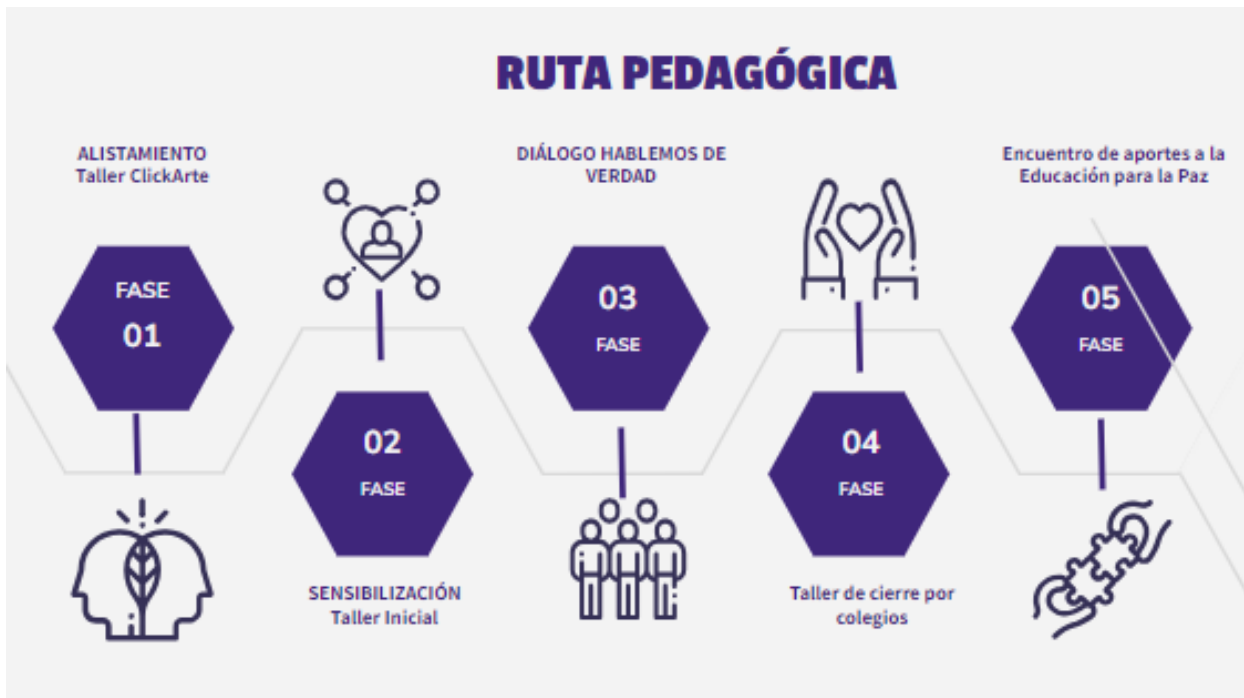 RUTA PEDAGÓGICA
ALISTAMIENTO
Taller ClickArte
FASE
01
02
FASE
SENSIBILIZACIÓN
Taller Inicial
DIÁLOGO HABLEMOS DE
VERDAD
03
FASE
04
FASE
Taller de cierre por
colegios
Encuentro de aportes a la
Educación para la Paz
05
FASE